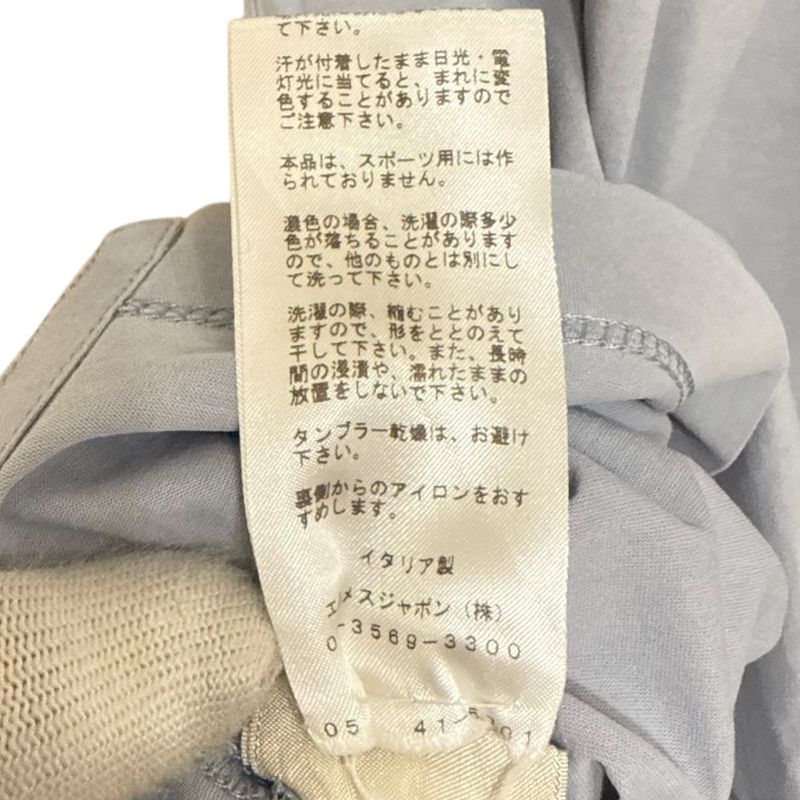 て下さい。
汗が付着したまま日光・電
灯光に当てると、まれに変
色することがありますので
ご注意下さい。
本品は、スポーツ用には作
られておりません。
濃色の場合、洗濯の際多少
色が落ちることがあります
ので、他のものとは別にし
て洗って下さい。
洗濯の際、縮むことがあり
ますので、形をととのえて
干して下さい。また、長時
間の浸漬や、濡れたままの
放置をしないで下さい。
タンブラー乾燥は、お避け
下さい。
裏側からのアイロンをおす
すめします。
イタリア製
エルメスジャポン(株)
-3569-3300
05